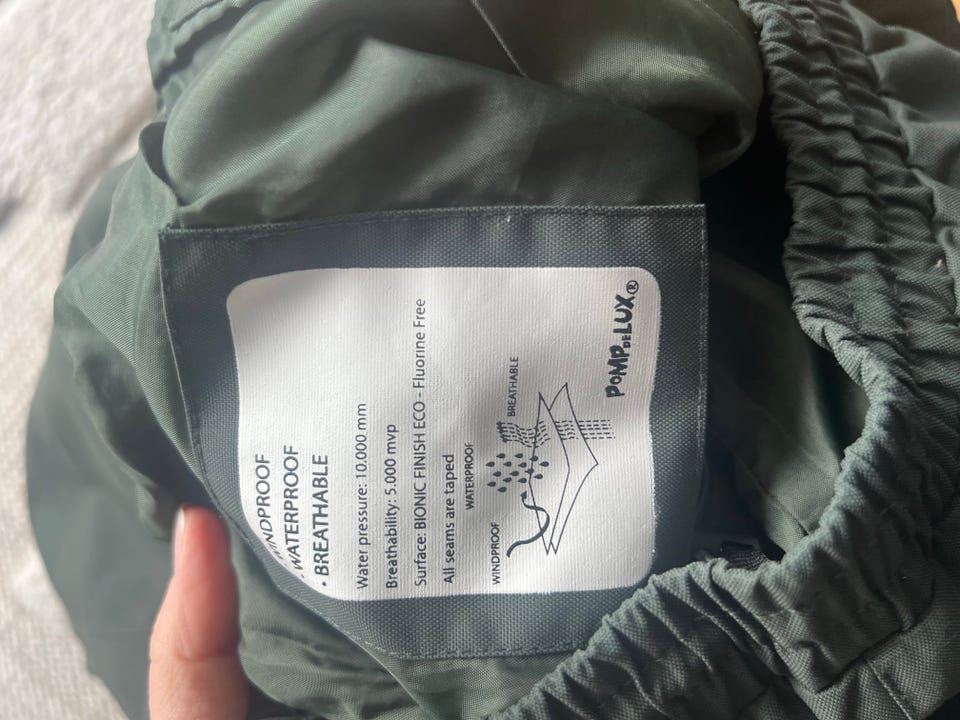 · WINDPROOF
· WATERPROOF
· BREATHABLE
Water pressure: 10.000 mm
Breathability: 5.000 mvp
Surface: BIONIC FINISH ECO - Fluorine Free
All seams are taped
WINDPROOF
WATERPROOF
BREATHABLE
POMPDELUX®